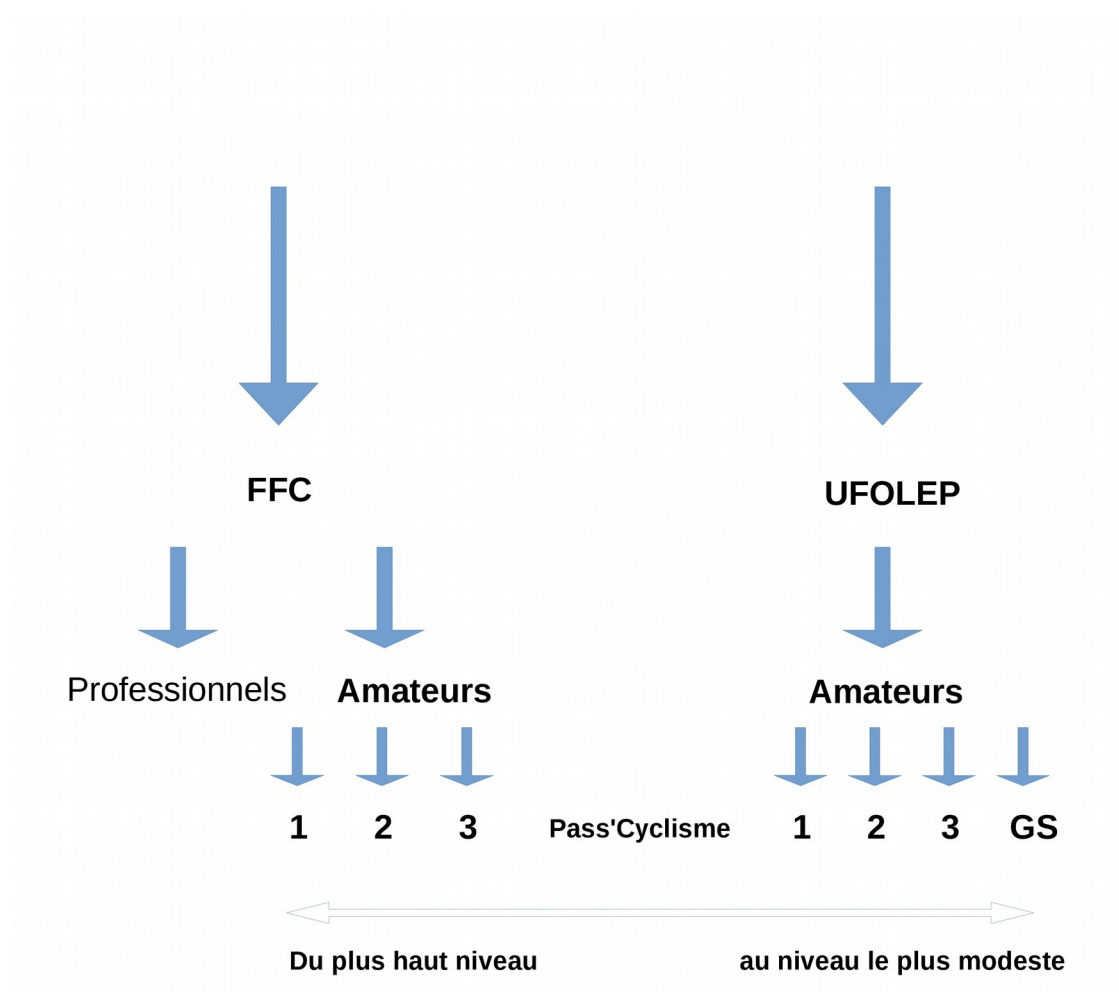 FFC UFOLEP
Professionnels Amateurs Amateurs
1 2 3 Pass'Cyclisme 1 2 3 GS
Du plus haut niveau au niveau le plus modeste